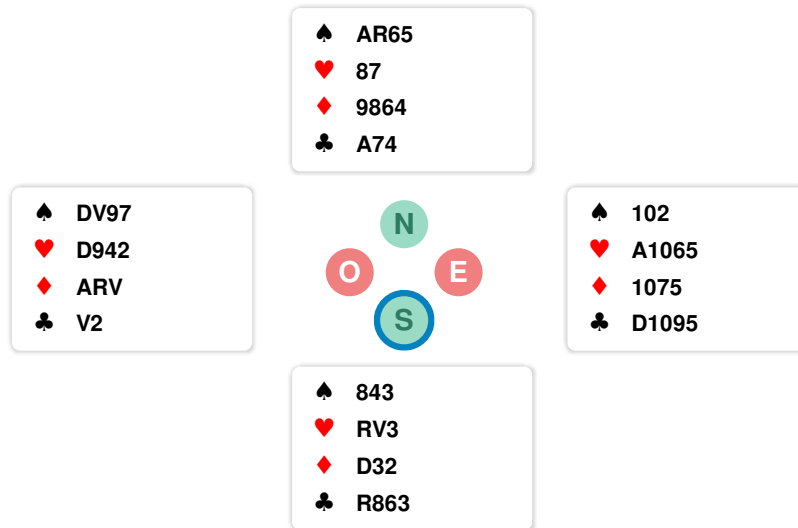 ♠ AR65
♥ 87
♦ 9864
♣ A74
♠ DV97
♥ D942
♦ ARV
♣ V2
N
O
E
S
♠ 102
♥ A1065
♦ 1075
♣ D1095
♠ 843
♥ RV3
♦ D32
♣ R863